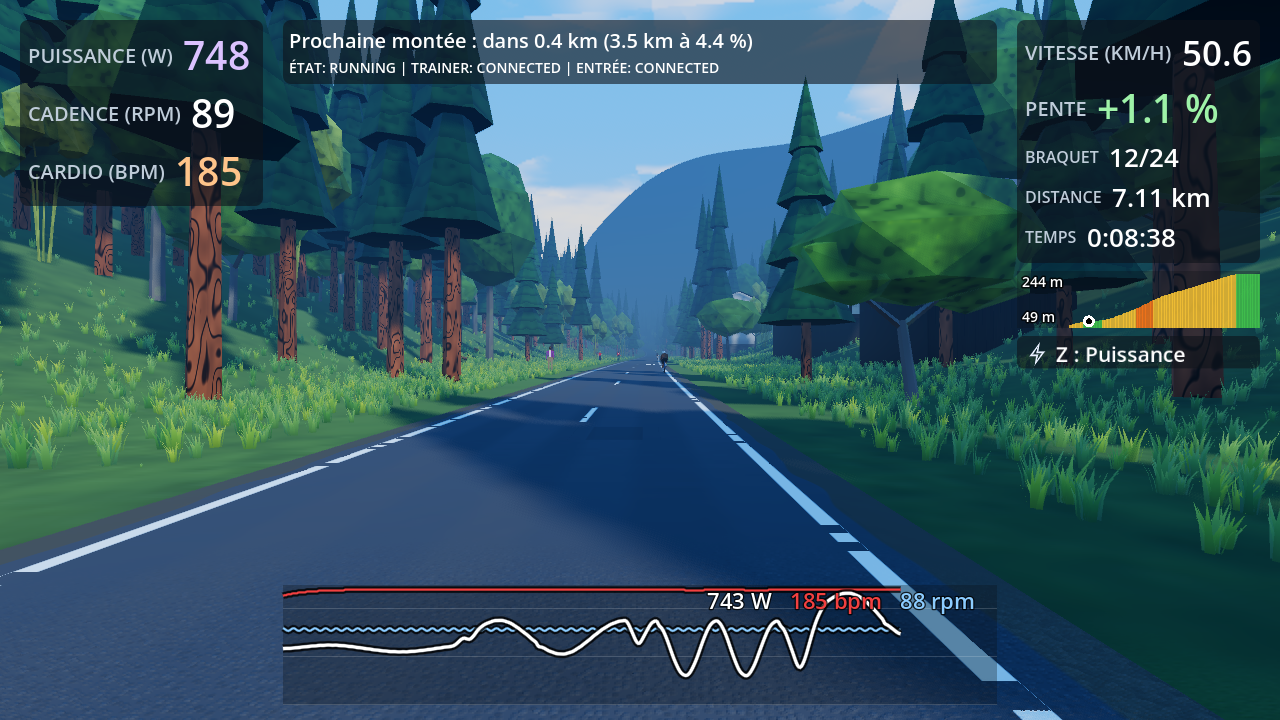 PUISSANCE (W) 748
CADENCE (RPM) 89
CARDIO (BPM) 185
Prochaine montée : dans 0.4 km (3.5 km à 4.4 %)
ÉTAT: RUNNING | TRAINER: CONNECTED | ENTRÉE: CONNECTED
VITESSE (KM/H) 50.6
PENTE +1.1 %
BRAQUET 12/24
DISTANCE 7.11 km
TEMPS 0:08:38
244 m
49 m
Z : Puissance
743 W 185 bpm 88 rpm